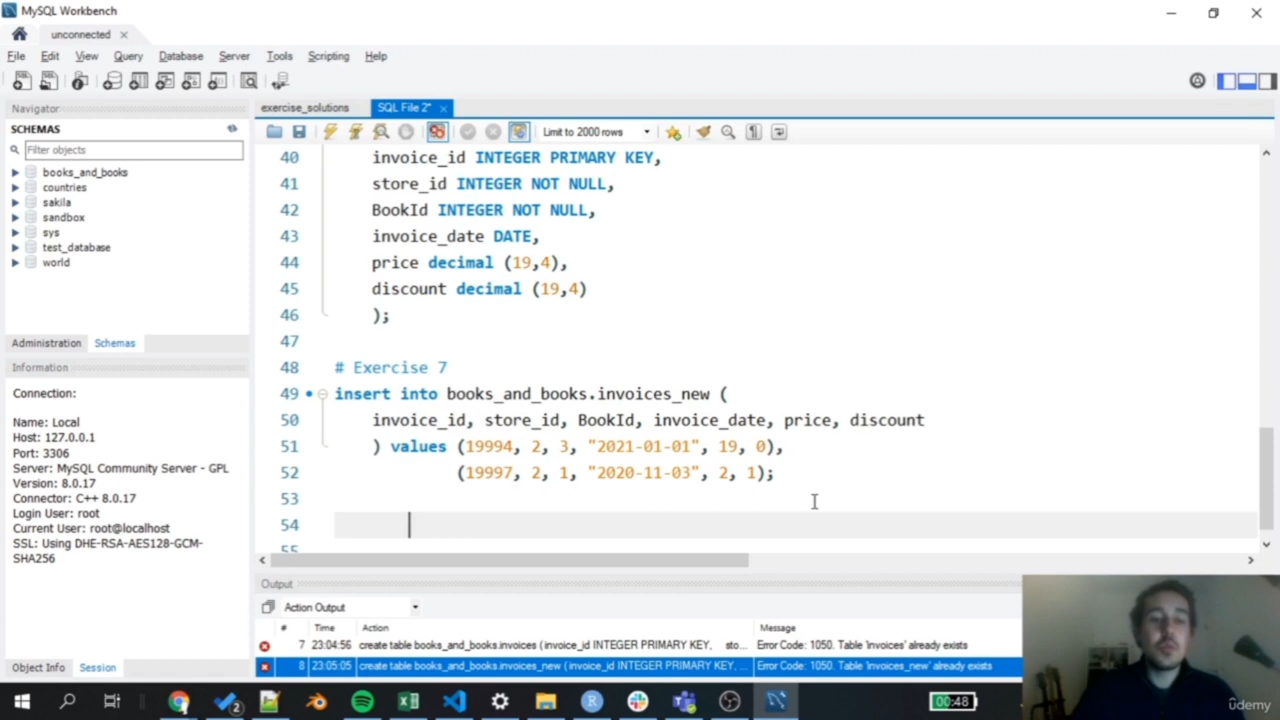 MySQL Workbench
unconnected
File Edit View Query Database Server Tools Scripting Help
Navigator
SCHEMAS
Filter objects
books_and_books
countries
sakila
sandbox
sys
test_database
world
Administration Schemas
Information
Connection:
Name: Local
Host: 127.0.0.1
Port: 3306
Server: MySQL Community Server - GPL
Version: 8.0.17
Connector: C++ 8.0.17
Login User: root
Current User: root@localhost
SSL: Using DHE-RSA-AES128-GCM-
SHA256
Object Info Session
exercise_solutions SQL File 2*
Limit to 2000 rows
40 invoice_id INTEGER PRIMARY KEY,
41 store_id INTEGER NOT NULL,
42 BookId INTEGER NOT NULL,
43 invoice_date DATE,
44 price decimal (19,4),
45 discount decimal (19,4)
46 );
47
48 # Exercise 7
49 insert into books_and_books.invoices_new (
50 invoice_id, store_id, BookId, invoice_date, price, discount
51 ) values (19994, 2, 3, "2021-01-01", 19, 0),
52 (19997, 2, 1, "2020-11-03", 2, 1);
53
54
55
Output
Action Output
# Time Action Message
7 23:04:56 create table books_and_books.invoices ( invoice_id INTEGER PRIMARY KEY, sto... Error Code: 1050. Table 'invoices' already exists
8 23:05:05 create table books_and_books.invoices_new ( invoice_id INTEGER PRIMARY KEY, ... Error Code: 1050. Table 'invoices_new' already exists
2
00:48
udemy